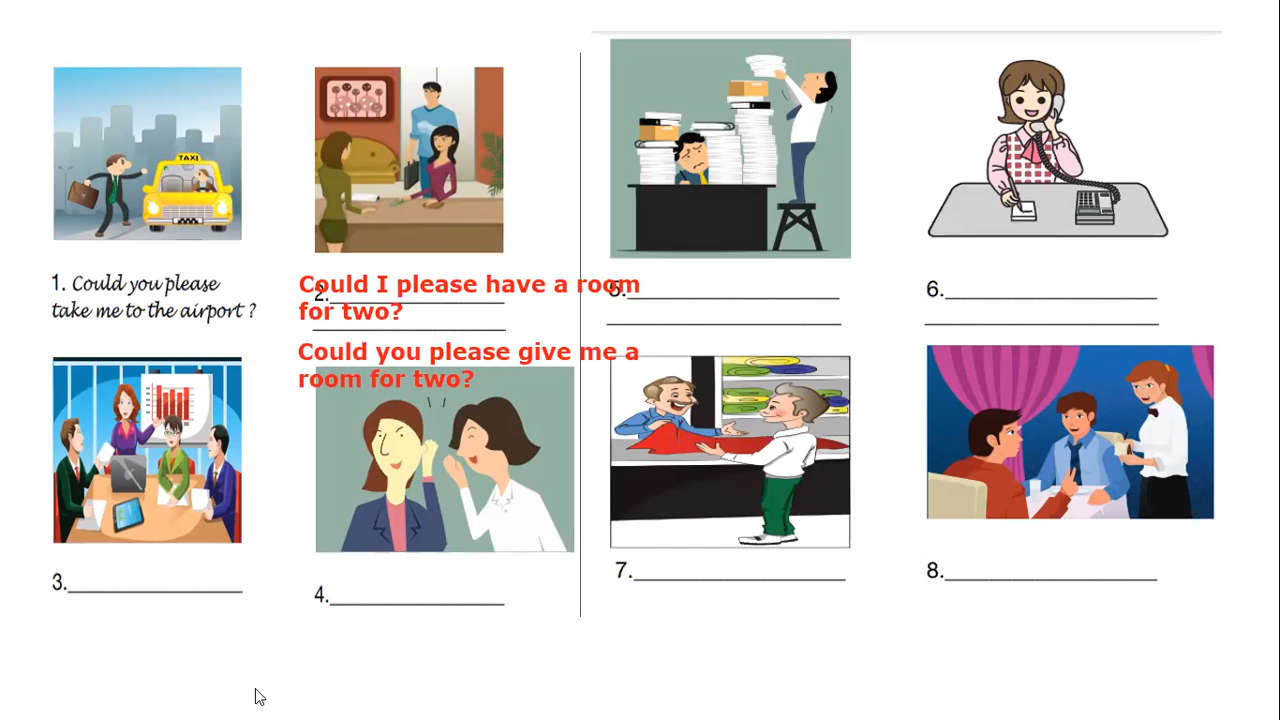 TAXI
1. Could you please
take me to the airport ?
2.
Could I please have a room
for two?
Could you please give me a
room for two?
3.
4.
5.
6.
7.
8.